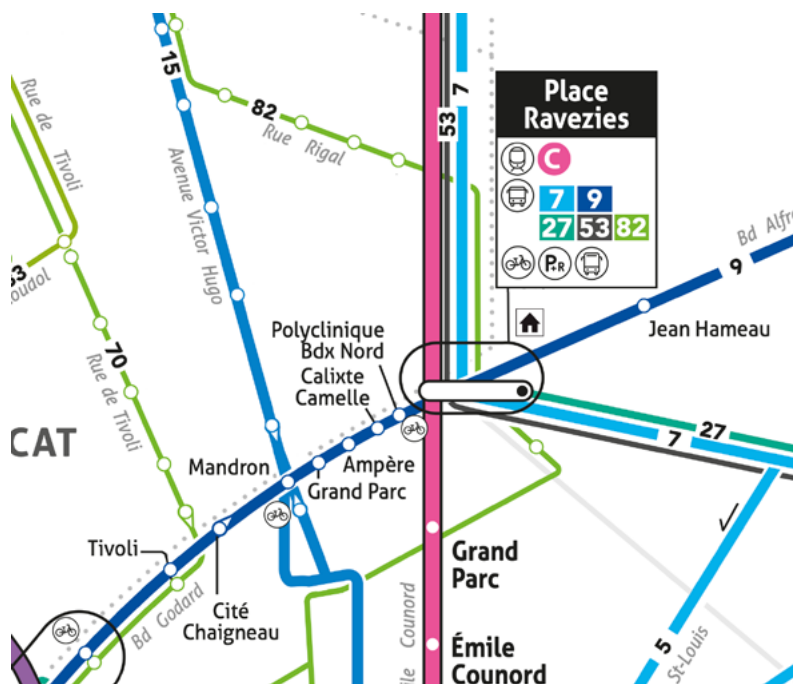 15
82
Rue Rigal
Rue de
Tivoli
Avenue Victor Hugo
53
7
Place
Ravezies
C
7 9
27 53 82
P+R
Bd Alfre
9
Jean Hameau
70
Rue de Tivoli
CAT
Polyclinique
Bdx Nord
Calixte
Camelle
Ampère
Grand Parc
Mandron
Tivoli
Cité
Chaigneau
Bd Godard
27
7
Grand
Parc
Counord
Émile
Counord
5
St-Louis